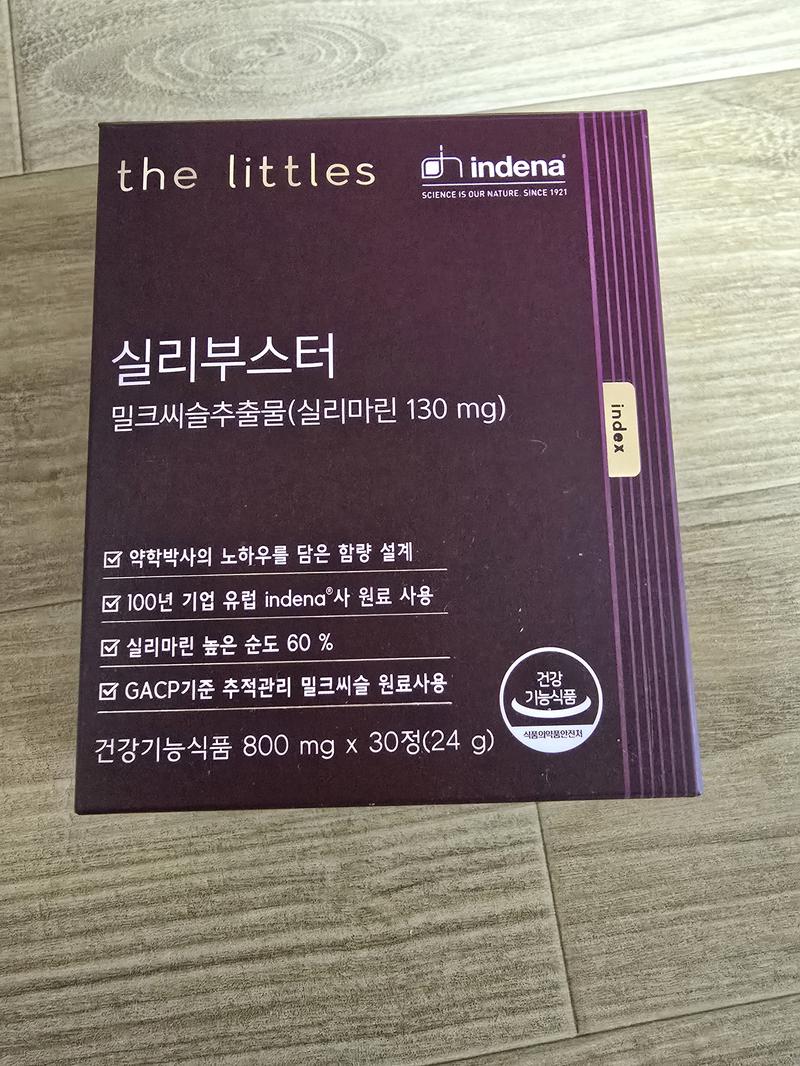 the littles
indena®
SCIENCE IS OUR NATURE. SINCE 1921
실리부스터
밀크씨슬추출물(실리마린 130 mg)
index
☑ 약학박사의 노하우를 담은 함량 설계
☑ 100년 기업 유럽 indena®사 원료 사용
☑ 실리마린 높은 순도 60 %
☑ GACP기준 추적관리 밀크씨슬 원료사용
건강
기능식품
식품의약품안전처
건강기능식품 800 mg x 30정(24 g)